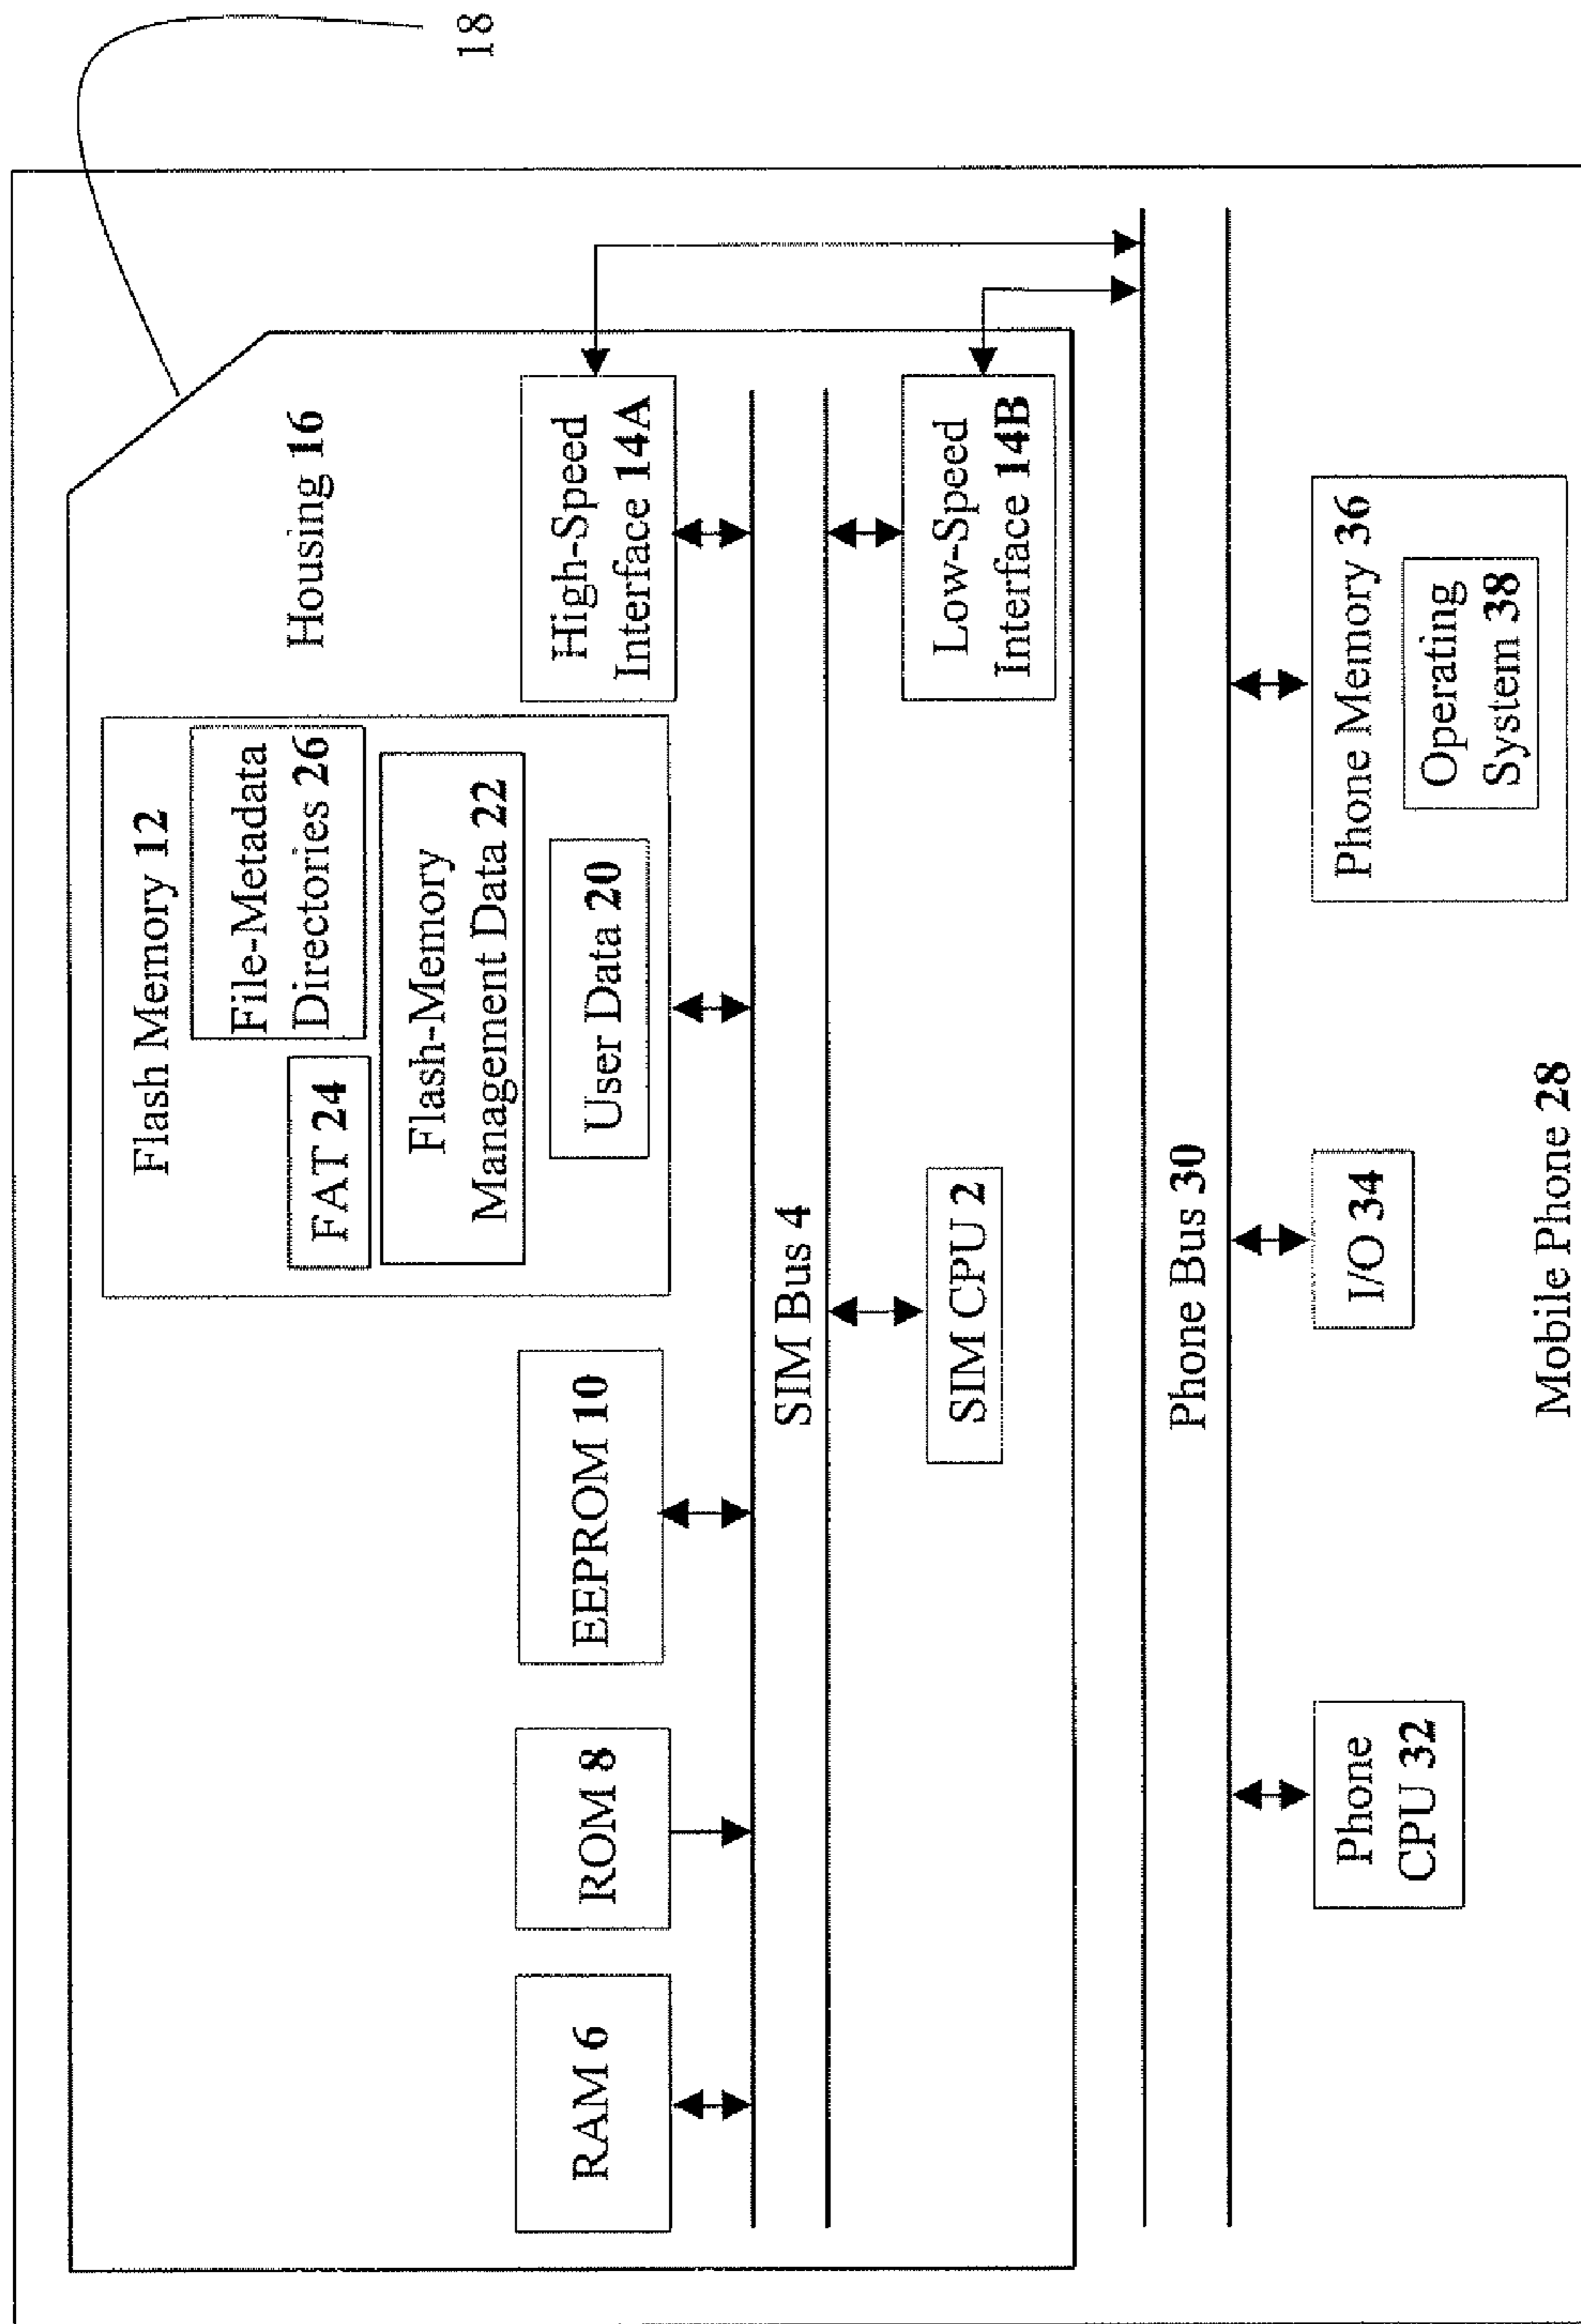 18
Housing 16
Flash Memory 12
File-Metadata
Directories 26
FAT 24
Flash-Memory
Management Data 22
User Data 20
RAM 6
ROM 8
EEPROM 10
High-Speed
Interface 14A
SIM Bus 4
SIM CPU 2
Low-Speed
Interface 14B
Phone Bus 30
Phone
CPU 32
I/O 34
Phone Memory 36
Operating
System 38
Mobile Phone 28